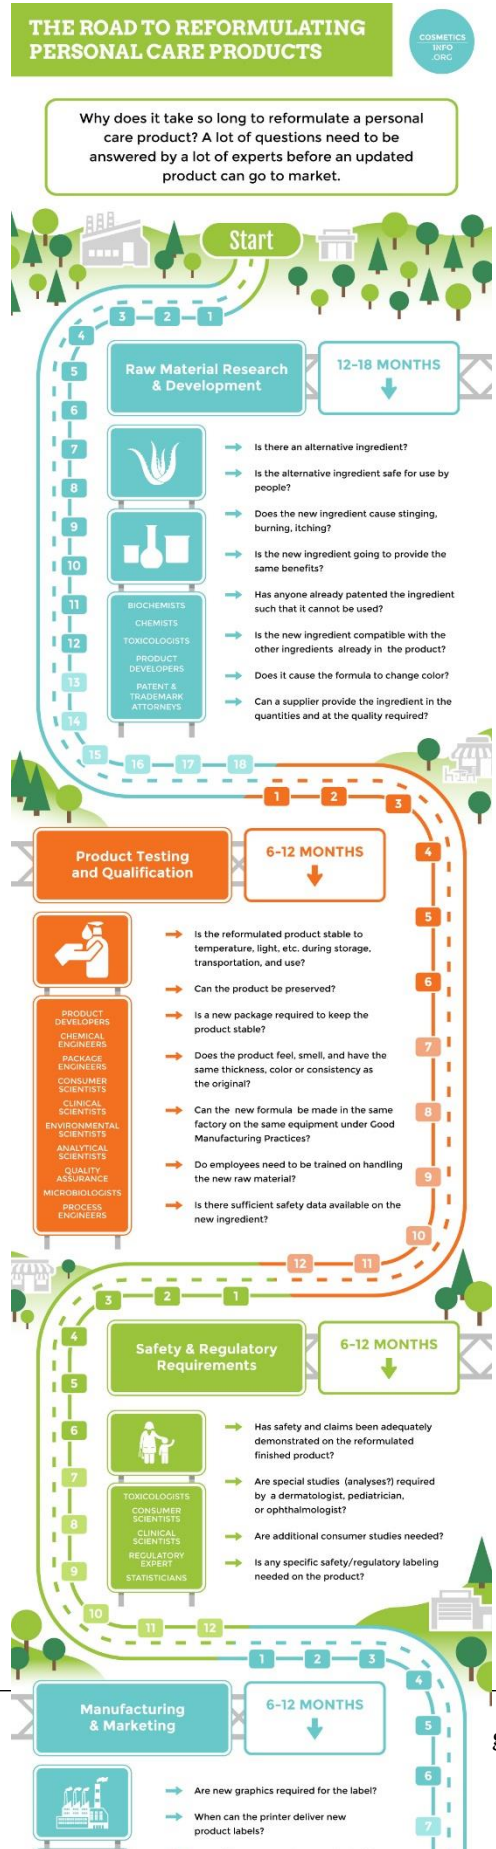 THE ROAD TO REFORMULATING
PERSONAL CARE PRODUCTS
COSMETICS
INFO
.ORG
Why does it take so long to reformulate a personal
care product? A lot of questions need to be
answered by a lot of experts before an updated
product can go to market.
Start
3 2 1
4
5
6
7
8
9
10
11
12
13
14
15
16 17 18
Raw Material Research
& Development
12-18 MONTHS
BIOCHEMISTS
CHEMISTS
TOXICOLOGISTS
PRODUCT
DEVELOPERS
PATENT &
TRADEMARK
ATTORNEYS
Is there an alternative ingredient?
Is the alternative ingredient safe for use by
people?
Does the new ingredient cause stinging,
burning, itching?
Is the new ingredient going to provide the
same benefits?
Has anyone already patented the ingredient
such that it cannot be used?
Is the new ingredient compatible with the
other ingredients already in the product?
Does it cause the formula to change color?
Can a supplier provide the ingredient in the
quantities and at the quality required?
1 2 3
4
5
6
7
8
9
10
12 11
Product Testing
and Qualification
6-12 MONTHS
PRODUCT
DEVELOPERS
CHEMICAL
ENGINEERS
PACKAGE
ENGINEERS
CONSUMER
SCIENTISTS
CLINICAL
SCIENTISTS
ENVIRONMENTAL
SCIENTISTS
ANALYTICAL
SCIENTISTS
QUALITY
ASSURANCE
MICROBIOLOGISTS
PROCESS
ENGINEERS
Is the reformulated product stable to
temperature, light, etc. during storage,
transportation, and use?
Can the product be preserved?
Is a new package required to keep the
product stable?
Does the product feel, smell, and have the
same thickness, color or consistency as
the original?
Can the new formula be made in the same
factory on the same equipment under Good
Manufacturing Practices?
Do employees need to be trained on handling
the new raw material?
Is there sufficient safety data available on the
new ingredient?
3 2 1
4
5
6
7
8
9
10
11 12
Safety & Regulatory
Requirements
6-12 MONTHS
TOXICOLOGISTS
CONSUMER
SCIENTISTS
CLINICAL
SCIENTISTS
REGULATORY
EXPERT
STATISTICIANS
Has safety and claims been adequately
demonstrated on the reformulated
finished product?
Are special studies (analyses?) required
by a dermatologist, pediatrician,
or ophthalmologist?
Are additional consumer studies needed?
Is any specific safety/regulatory labeling
needed on the product?
1 2 3
4
5
6
7
Manufacturing
& Marketing
6-12 MONTHS
Are new graphics required for the label?
When can the printer deliver new
product labels?